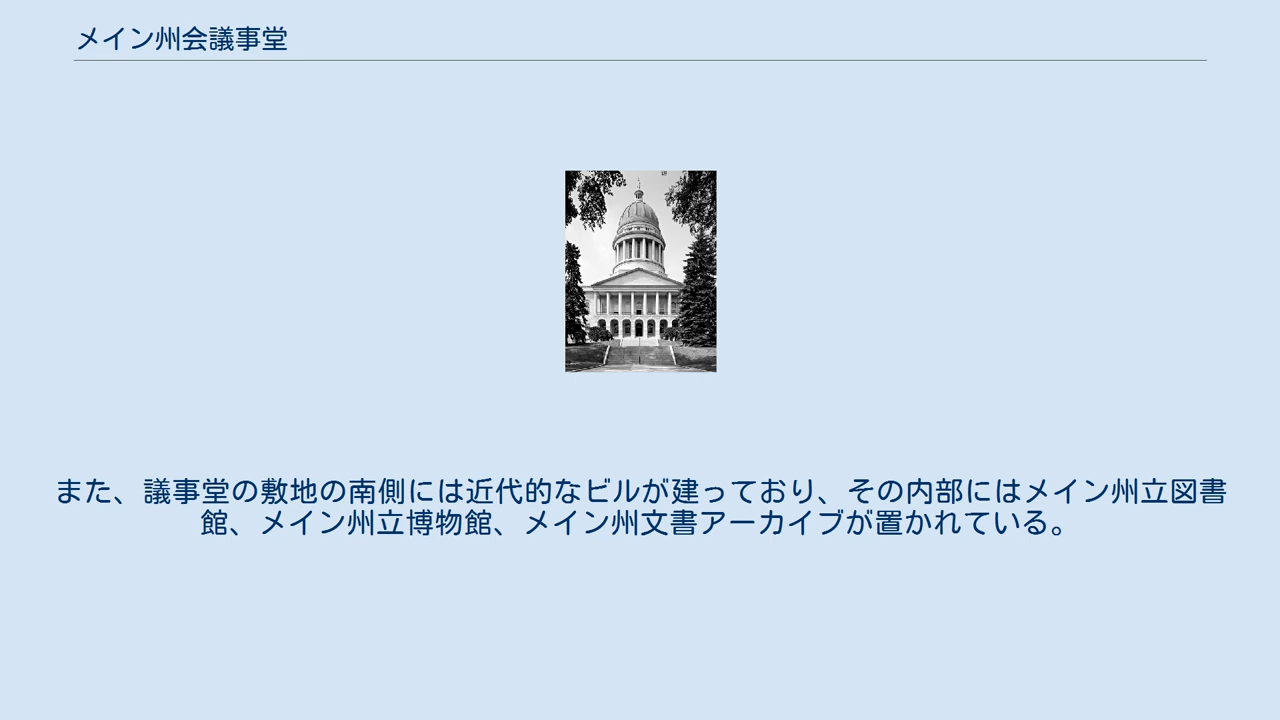 メイン州会議事堂
また、議事堂の敷地の南側には近代的なビルが建っており、その内部にはメイン州立図書
館、メイン州立博物館、メイン州文書アーカイブが置かれている。